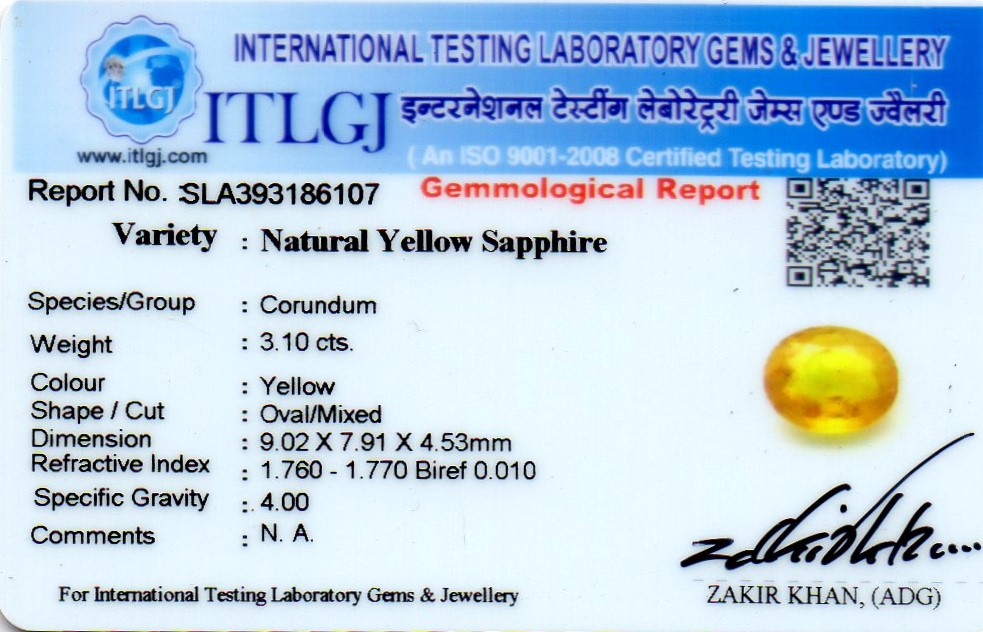 INTERNATIONAL TESTING LABORATORY GEMS & JEWELLERY
ITLGJ
ITLGJ
इन्टरनेशनल टेस्टींग लेबोरेट्ररी जेम्स एण्ड ज्वैलरी
www.itlgj.com
( An ISO 9001-2008 Certified Testing Laboratory)
Report No. :SLA393186107
Gemmological Report
Variety : Natural Yellow Sapphire
Species/Group : Corundum
Weight : 3.10 cts.
Colour : Yellow
Shape / Cut : Oval/Mixed
Dimension : 9.02 X 7.91 X 4.53mm
Refractive Index : 1.760 - 1.770 Biref 0.010
Specific Gravity :. 4.00
Comments : N. A.
For International Testing Laboratory Gems & Jewellery
ZAKIR KHAN, (ADG)